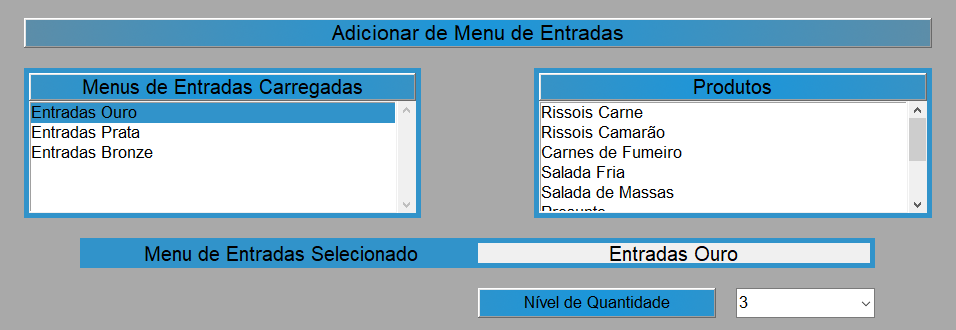 Adicionar de Menu de Entradas
Menus de Entradas Carregadas
Entradas Ouro
Entradas Prata
Entradas Bronze
Produtos
Rissois Carne
Rissois Camarão
Carnes de Fumeiro
Salada Fria
Salada de Massas
Presunto
Menu de Entradas Selecionado
Entradas Ouro
Nível de Quantidade
3